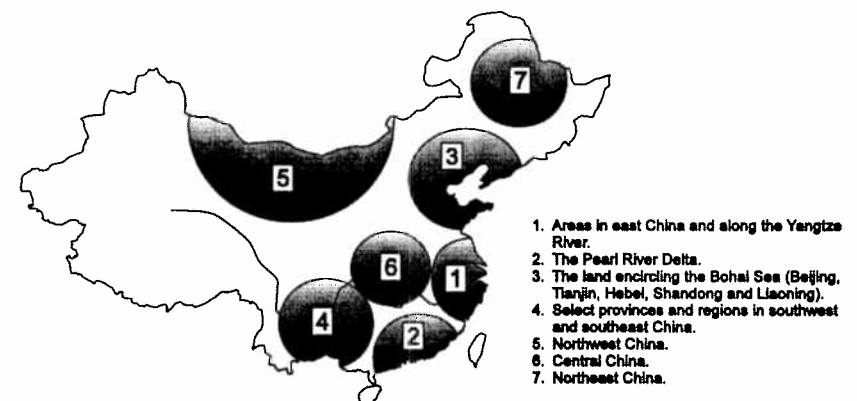 7
3
5
6
1
4
2
1. Areas in east China and along the Yangtze
River.
2. The Pearl River Delta.
3. The land encircling the Bohai Sea (Beijing,
Tianjin, Hebei, Shandong and Liaoning).
4. Select provinces and regions in southwest
and southeast China.
5. Northwest China.
6. Central China.
7. Northeast China.